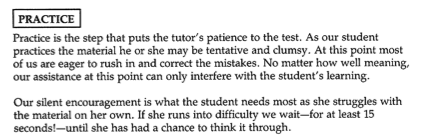 PRACTICE
Practice is the step that puts the tutor's patience to the test. As our student
practices the material he or she may be tentative and clumsy. At this point most
of us are eager to rush in and correct the mistakes. No matter how well meaning,
our assistance at this point can only interfere with the student's learning.
Our silent encouragement is what the student needs most as she struggles with
the material on her own. If she runs into difficulty we wait—for at least 15
seconds!—until she has had a chance to think it through.